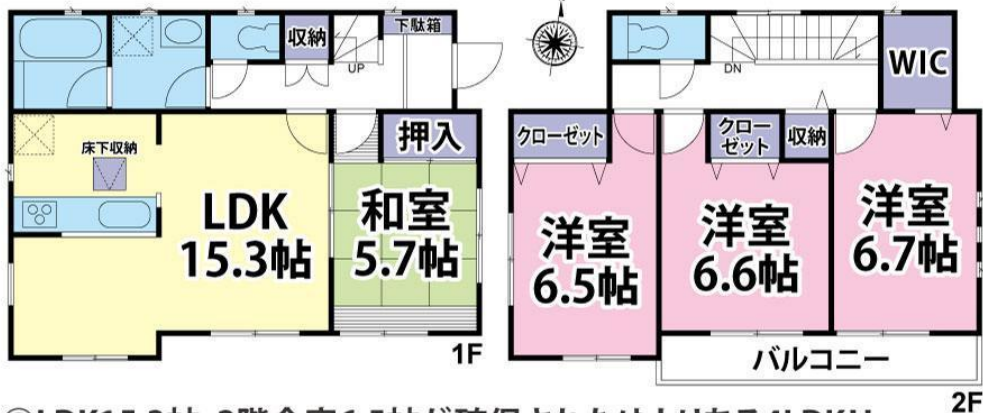 収納
下駄箱
UP
床下収納
押入
LDK
15.3帖
和室
5.7帖
1F
DN
WIC
クローゼット
クロー
ゼット
収納
洋室
6.5帖
洋室
6.6帖
洋室
6.7帖
バルコニー
2F